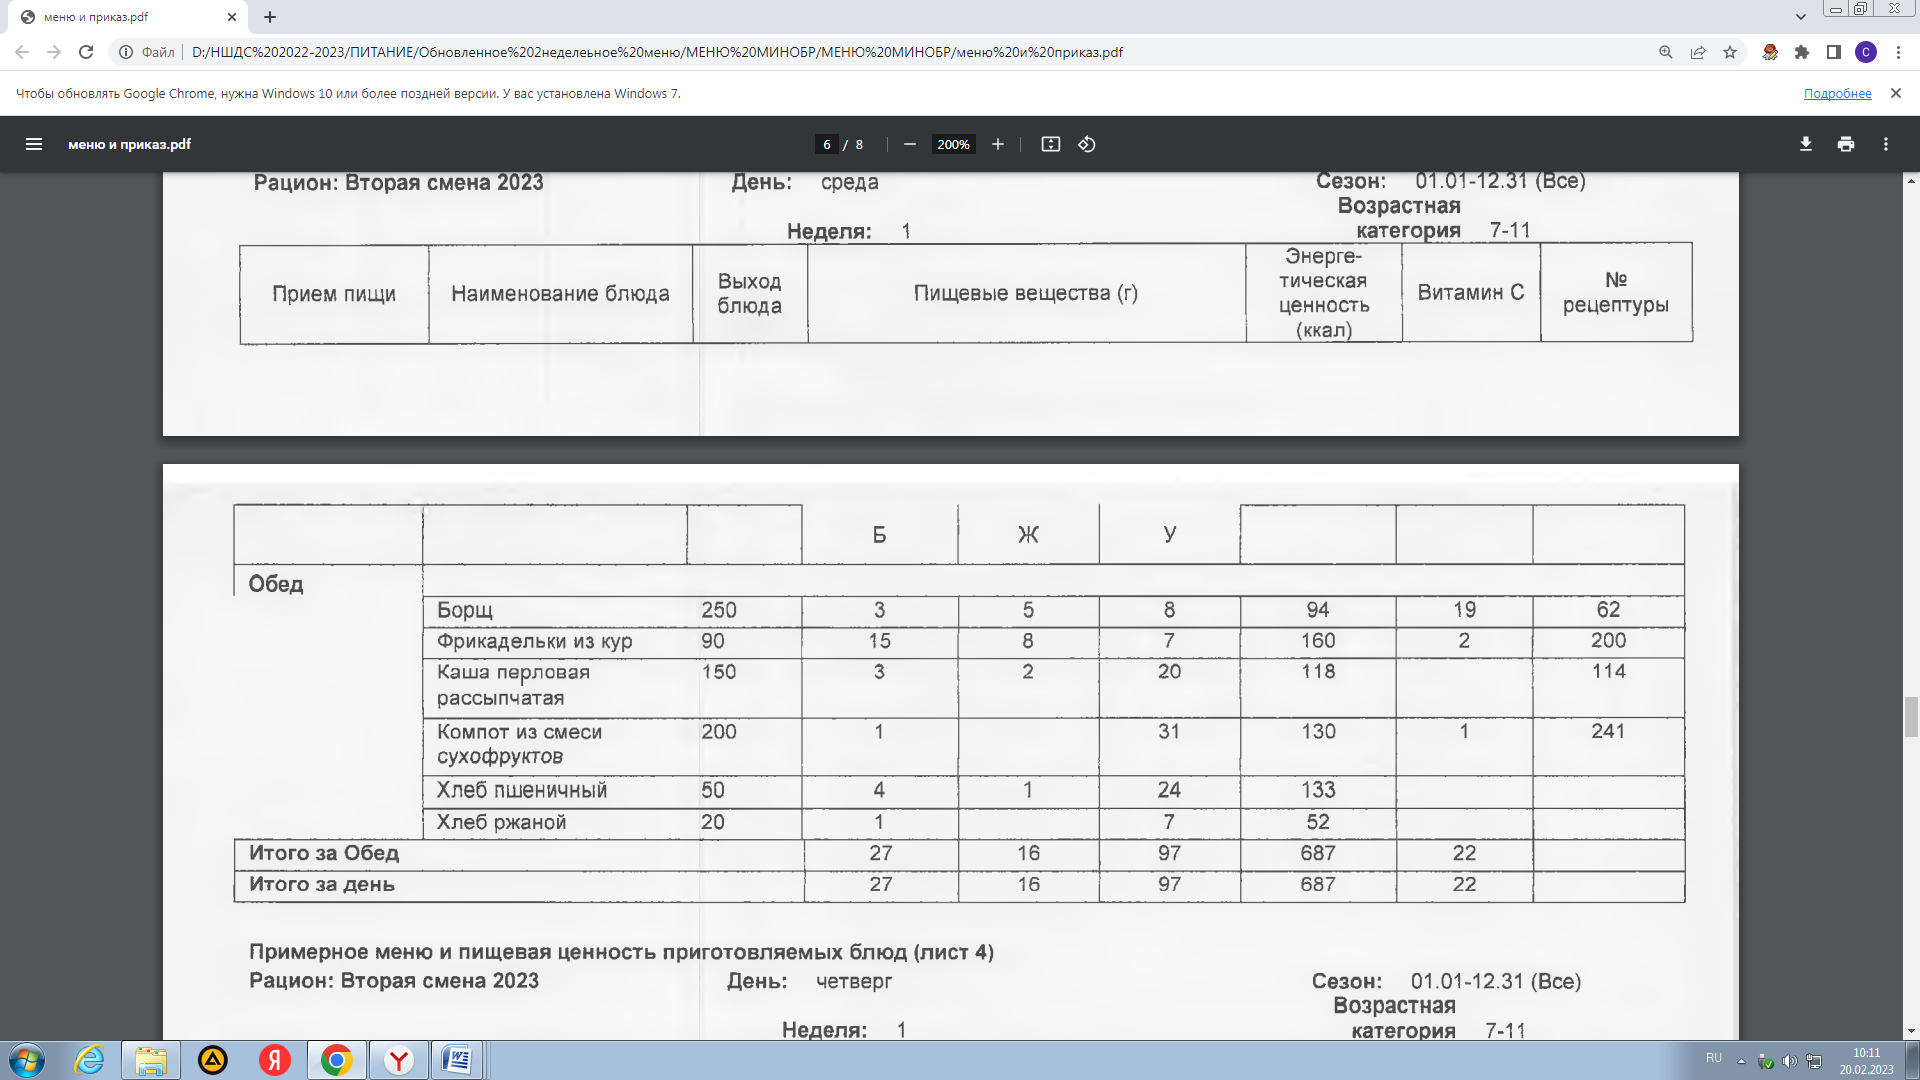 меню и приказ.pdf
Файл D:/НШДС%202022-2023/ПИТАНИЕ/Обновленное%202неделеьное%20меню/МЕНЮ%20МИНОБР/МЕНЮ%20МИНОБР/меню%20и%20приказ.pdf
C
Чтобы обновлять Google Chrome, нужна Windows 10 или более поздней версии. У вас установлена Windows 7. Подробнее
меню и приказ.pdf 6 / 8 200%
Рацион: Вторая смена 2023 День: среда Сезон: 01.01-12.31 (Все)
Возрастная
Неделя: 1 категория 7-11
Прием пищи Наименование блюда Выход блюда Пищевые вещества (г) Энерге-тическая ценность (ккал) Витамин С № рецептуры
Б Ж У
Обед
Борщ 250 3 5 8 94 19 62
Фрикадельки из кур 90 15 8 7 160 2 200
Каша перловая 150 3 2 20 118 114
рассыпчатая
Компот из смеси 200 1 31 130 1 241
сухофруктов
Хлеб пшеничный 50 4 1 24 133
Хлеб ржаной 20 1 7 52
Итого за Обед 27 16 97 687 22
Итого за день 27 16 97 687 22
Примерное меню и пищевая ценность приготовляемых блюд (лист 4)
Рацион: Вторая смена 2023 День: четверг Сезон: 01.01-12.31 (Все)
Возрастная
Неделя: 1 категория 7-11
RU 10:11
20.02.2023